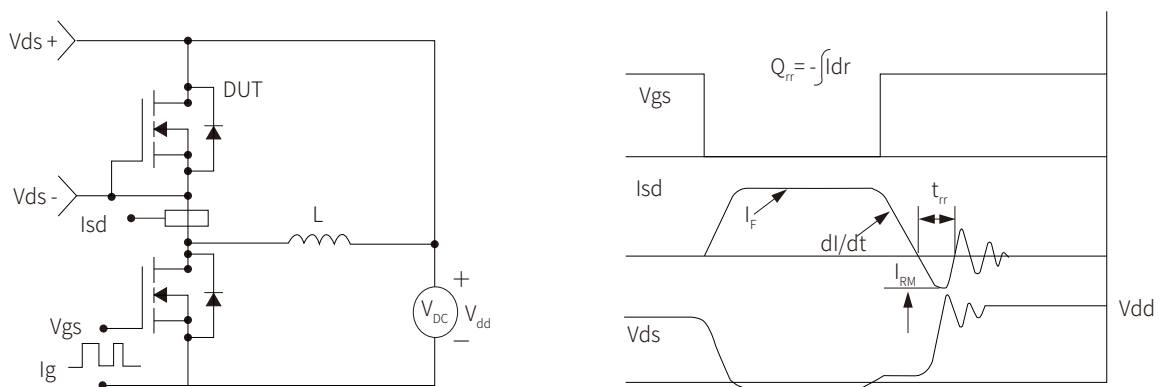 Vds +
DUT
Vds -
Isd
L
Vgs
Ig
V_DC
+
V_dd
−
Q_rr = -∫Idr
Vgs
Isd
t_rr
I_F
dI/dt
I_RM
Vds
Vdd